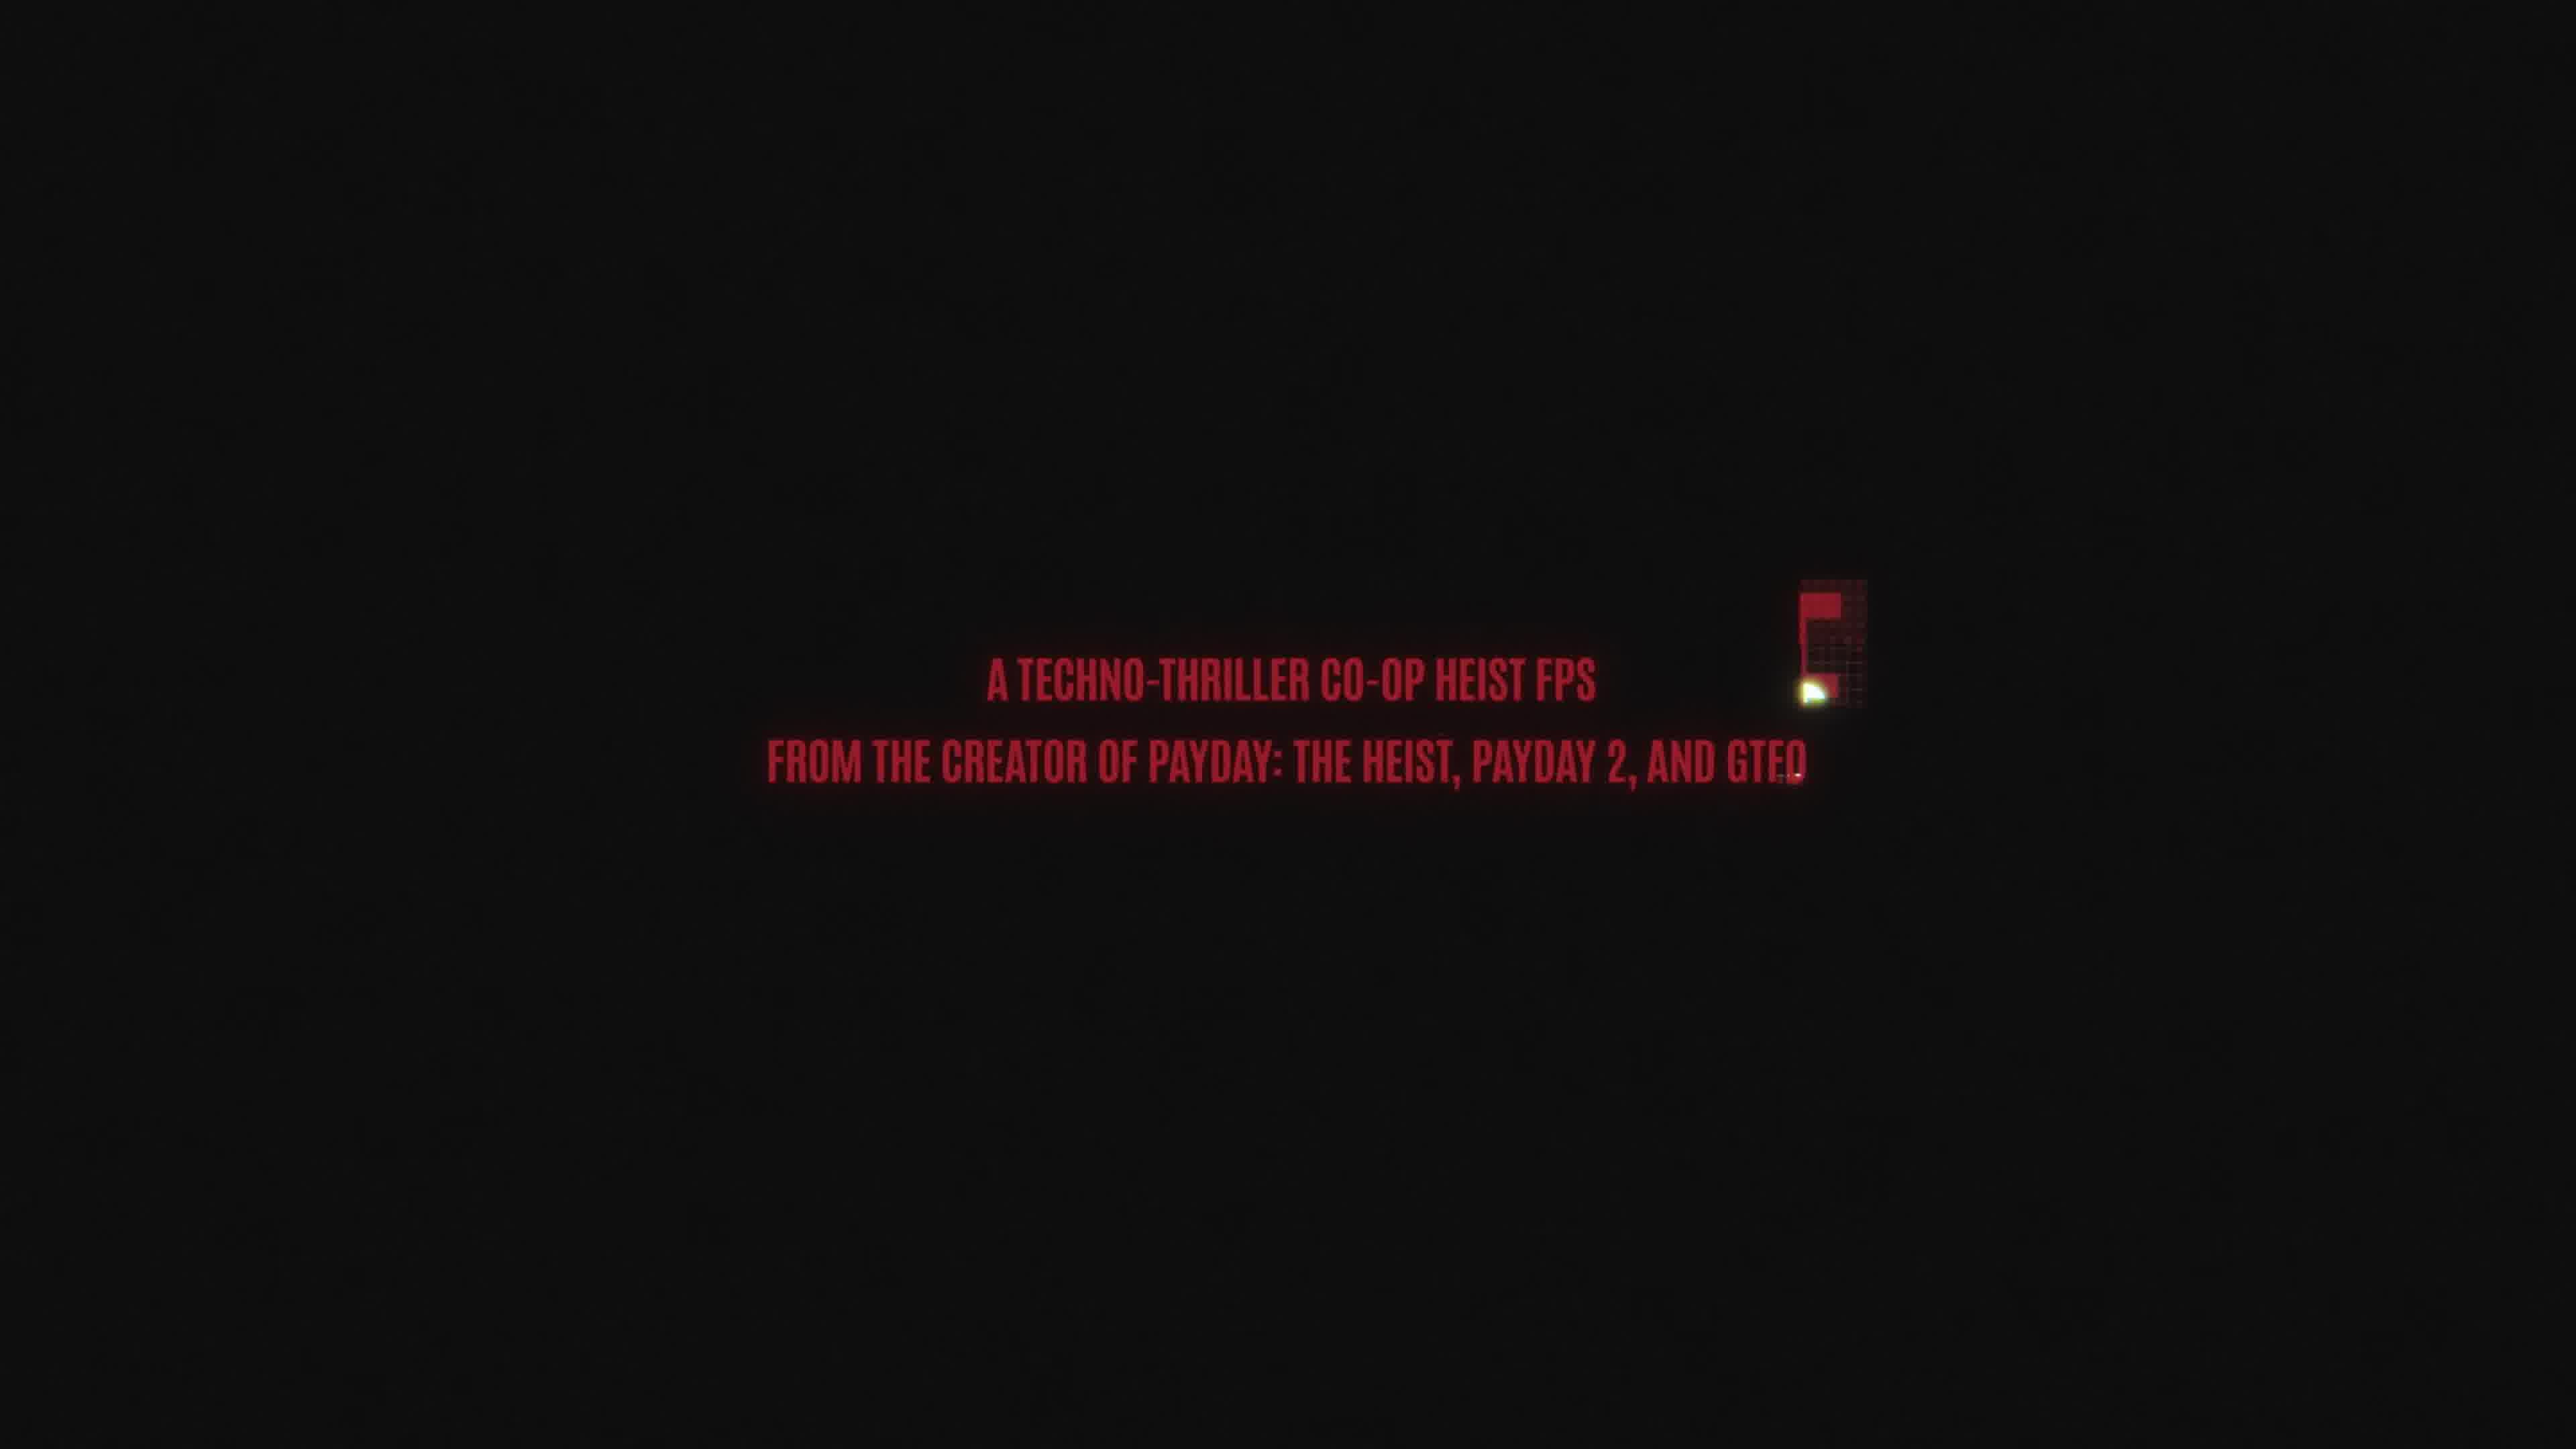 A TECHNO-THRILLER CO-OP HEIST FPS
FROM THE CREATOR OF PAYDAY: THE HEIST, PAYDAY 2, AND GTFO